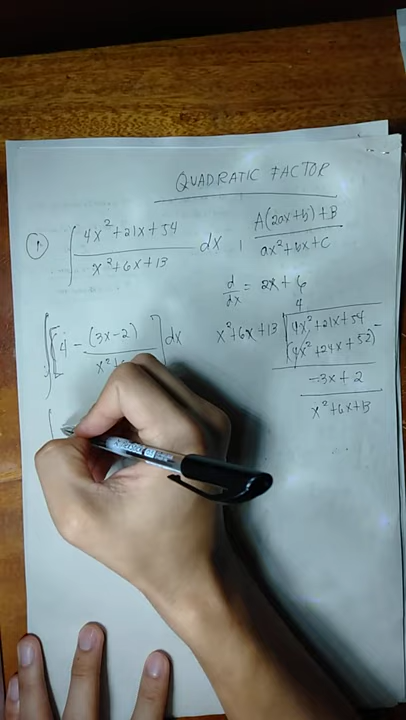 QUADRATIC FACTOR
1. ∫ 4x²+21x+54 / x²+6x+13 dx ; A(2ax+b)+B / ax²+bx+c
d/dx = 2x+6
4
x²+6x+13 4x²+21x+54
(4x²+24x+52) -
-3x+2
x²+6x+13
∫[4 - (3x-2) / x²+6 ] dx
∫